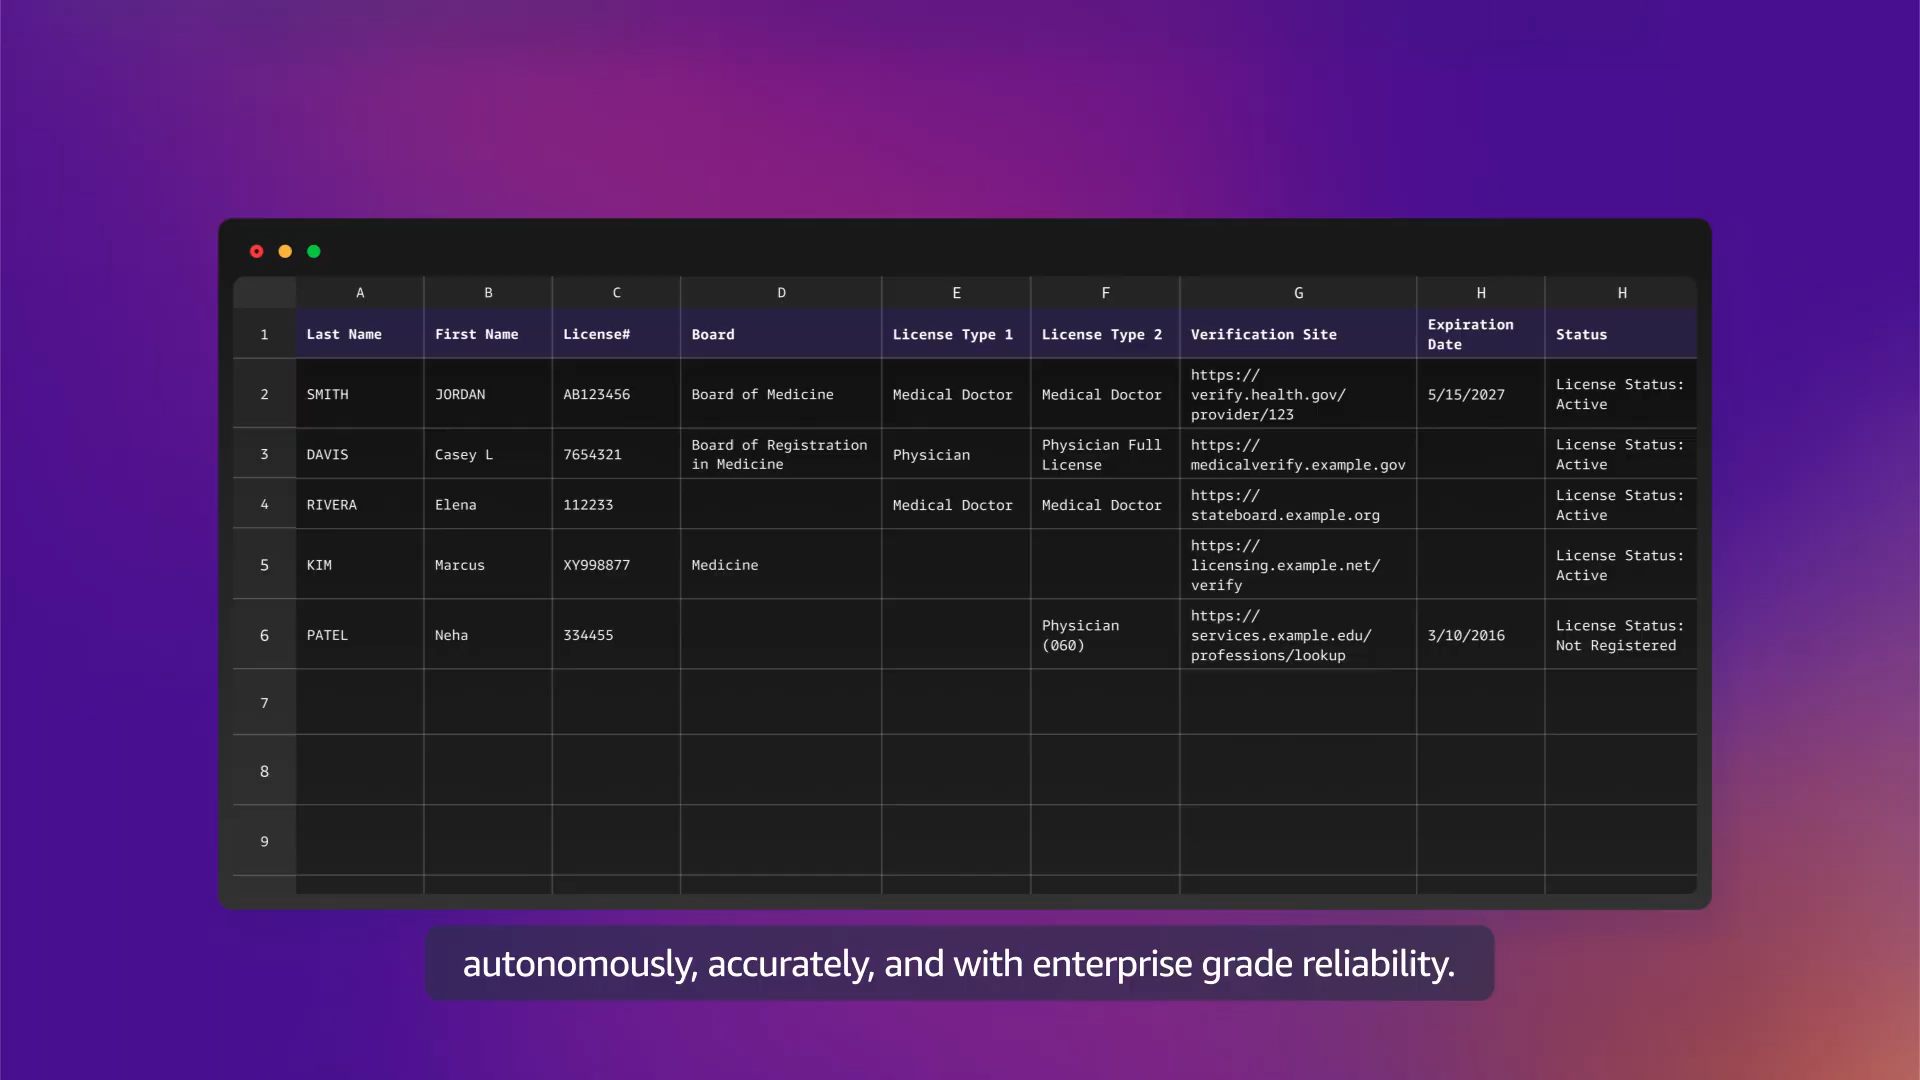 A B C D E F G H H
1 Last Name First Name License# Board License Type 1 License Type 2 Verification Site Expiration Date Status
2 SMITH JORDAN AB123456 Board of Medicine Medical Doctor Medical Doctor https://verify.health.gov/provider/123 5/15/2027 License Status: Active
3 DAVIS Casey L 7654321 Board of Registration in Medicine Physician Physician Full License https://medicalverify.example.gov License Status: Active
4 RIVERA Elena 112233 Medical Doctor Medical Doctor https://stateboard.example.org License Status: Active
5 KIM Marcus XY998877 Medicine https://licensing.example.net/verify License Status: Active
6 PATEL Neha 334455 Physician (060) https://services.example.edu/professions/lookup 3/10/2016 License Status: Not Registered
7
8
9
autonomously, accurately, and with enterprise grade reliability.